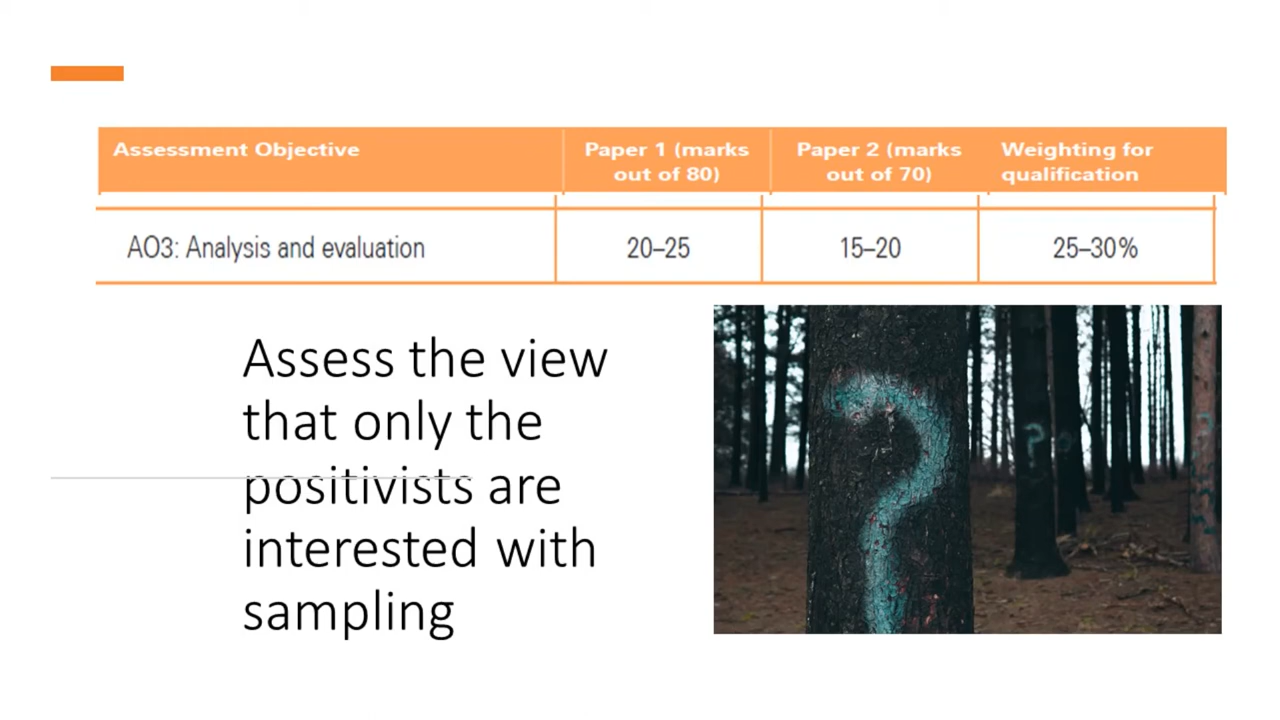 Assessment Objective
Paper 1 (marks
out of 80)
Paper 2 (marks
out of 70)
Weighting for
qualification
AO3: Analysis and evaluation
20–25
15–20
25–30%
Assess the view
that only the
positivists are
interested with
sampling
?
?
?